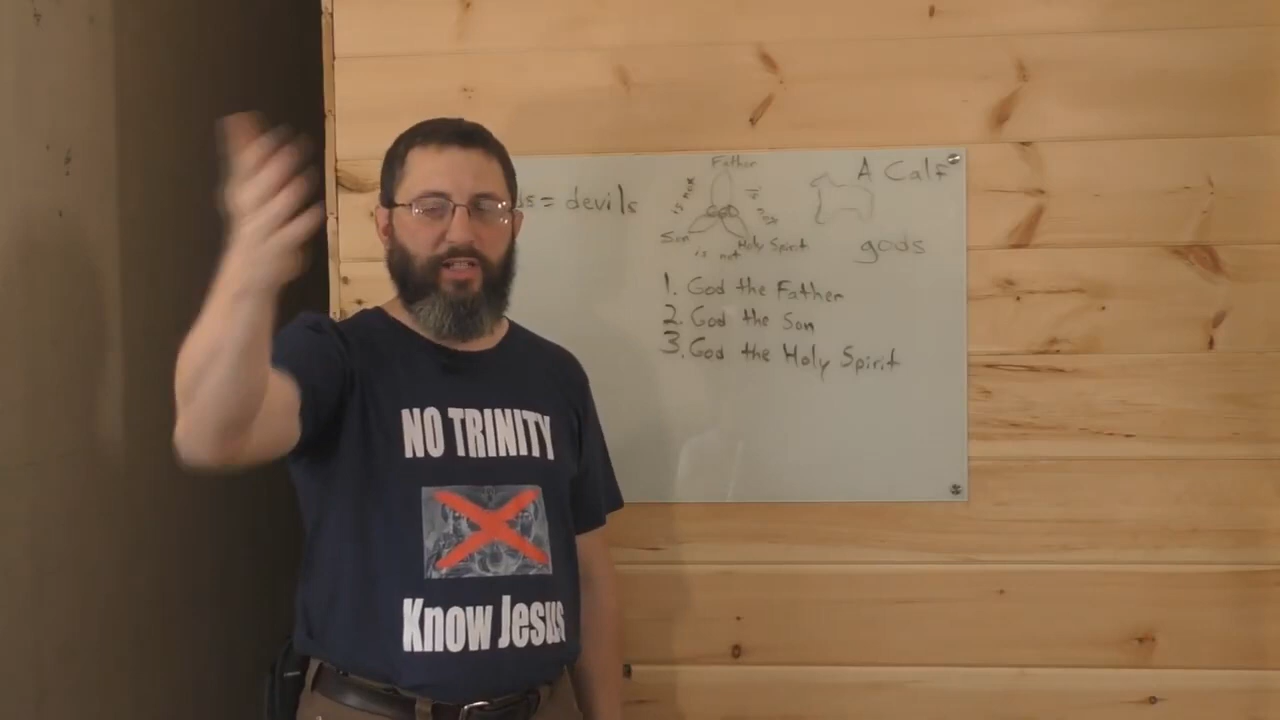 = devils
Father
is not
is not
God
Son
is not
Holy Spirit
A Calf
gods
1. God the Father
2. God the Son
3. God the Holy Spirit
NO TRINITY
Know Jesus